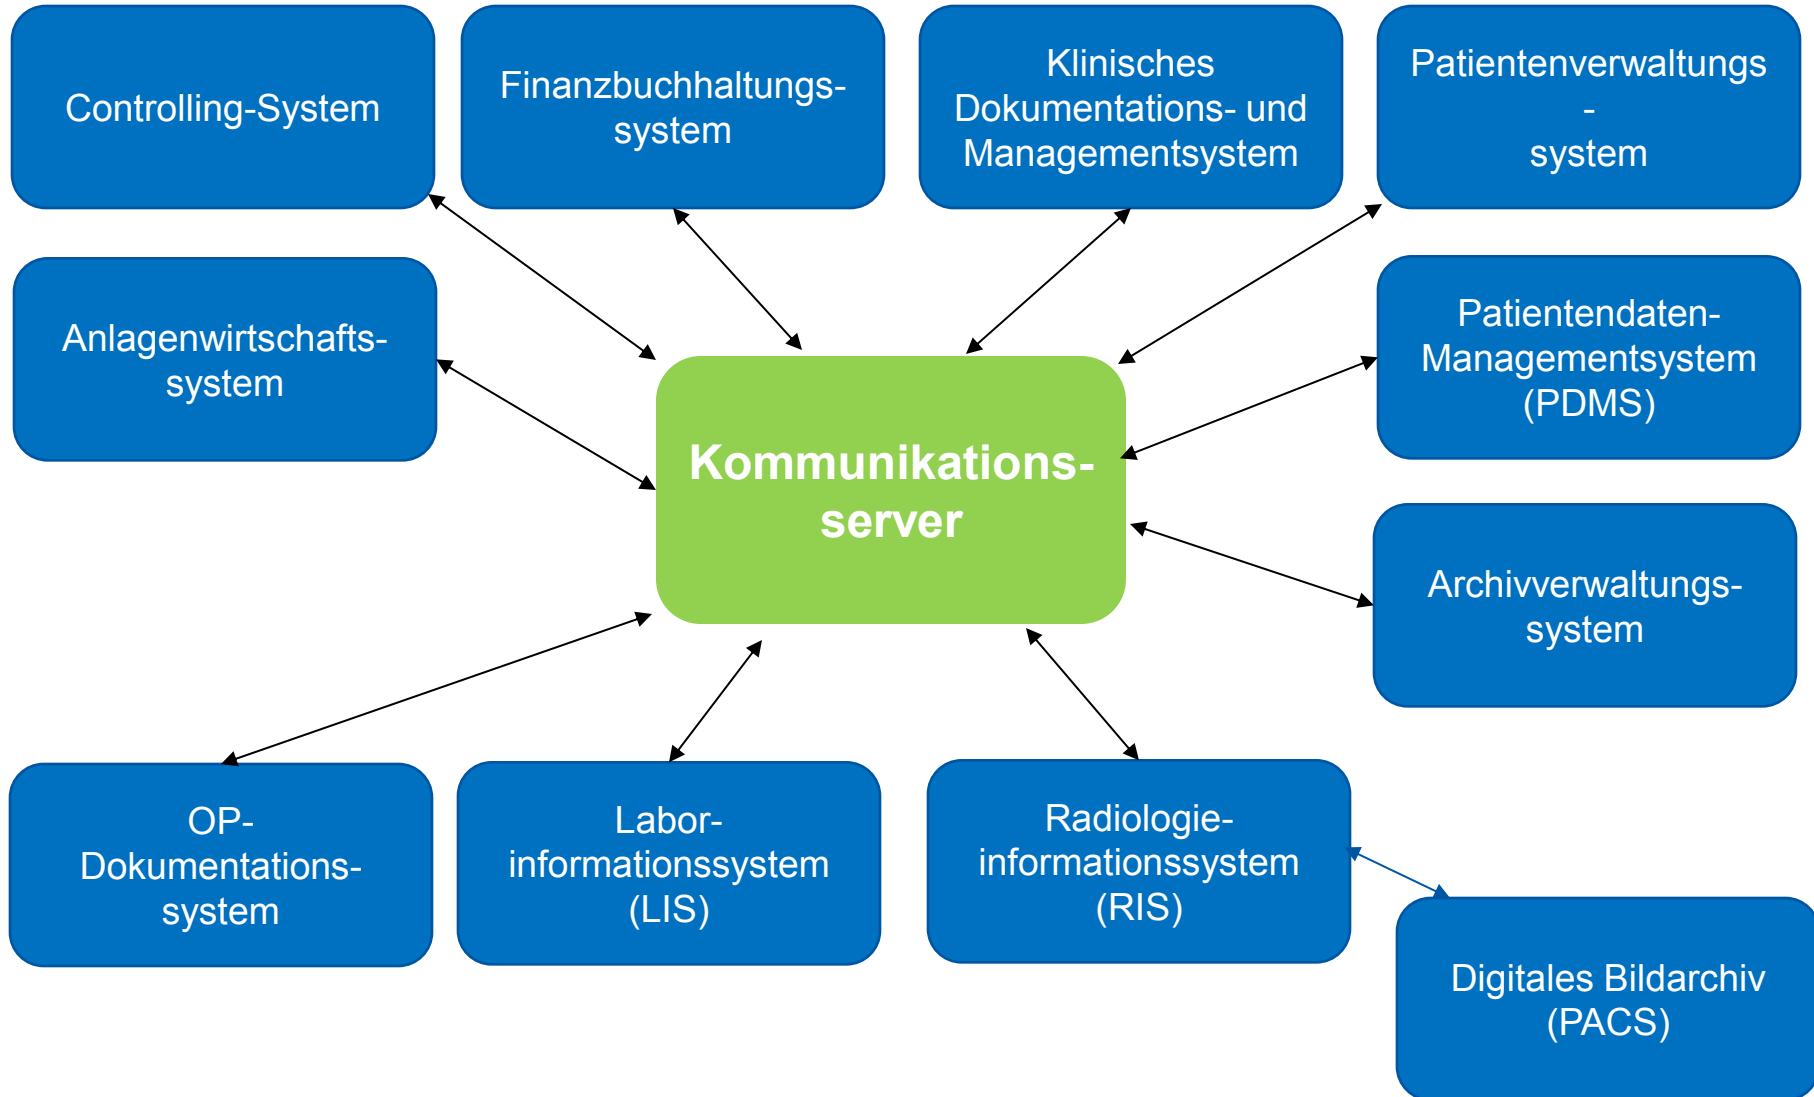 Controlling-System
Finanzbuchhaltungs-
system
Klinisches
Dokumentations- und
Managementsystem
Patientenverwaltungs
-
system
Anlagenwirtschafts-
system
Patientendaten-
Managementsystem
(PDMS)
Kommunikations-
server
Archivverwaltungs-
system
OP-
Dokumentations-
system
Labor-
informationssystem
(LIS)
Radiologie-
informationssystem
(RIS)
Digitales Bildarchiv
(PACS)